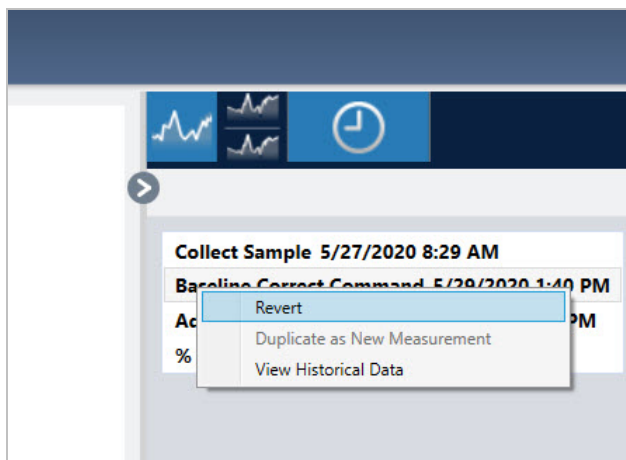 Collect Sample 5/27/2020 8:29 AM
Baseline Correct Command 5/29/2020 1:40 PM
Revert
PM
Duplicate as New Measurement
%
View Historical Data